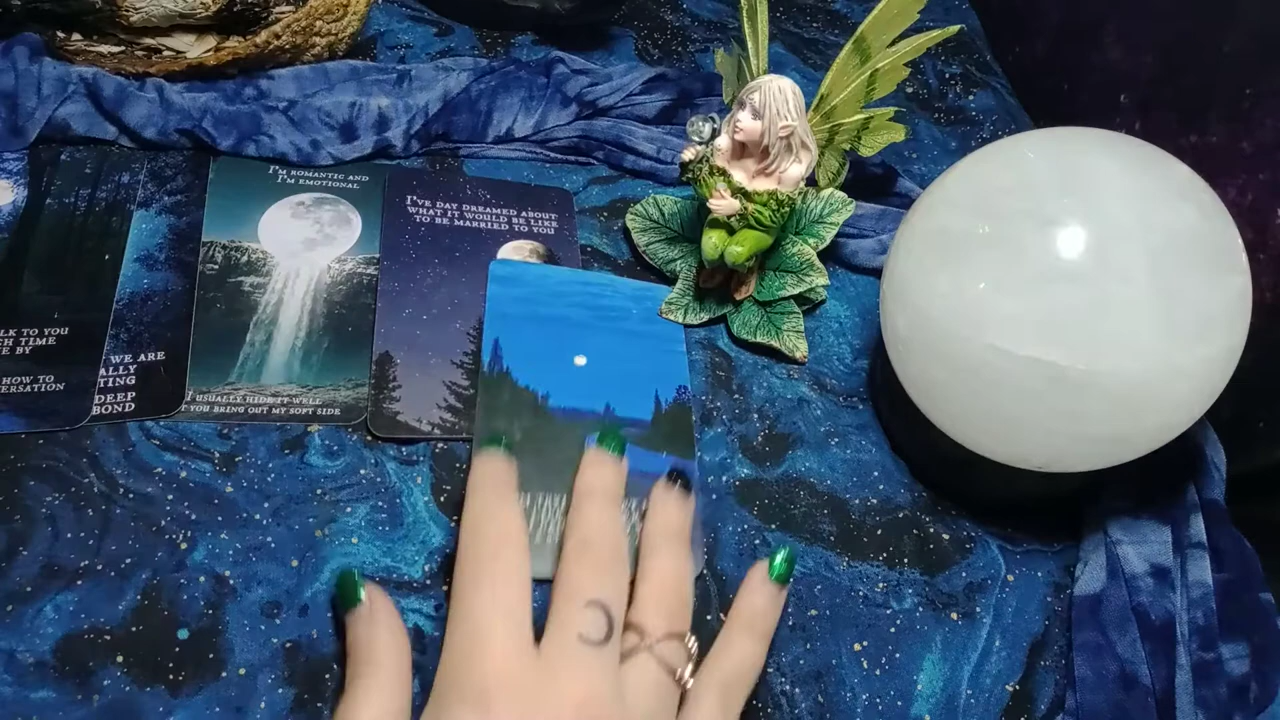 LK TO YOU
CH TIME
E BY
HOW TO
ERSATION
WE ARE
ALLY
TING
DEEP
BOND
I'M ROMANTIC AND
I'M EMOTIONAL
I USUALLY HIDE IT WELL
T YOU BRING OUT MY SOFT SIDE
I'VE DAY DREAMED ABOUT
WHAT IT WOULD BE LIKE
TO BE MARRIED TO YOU